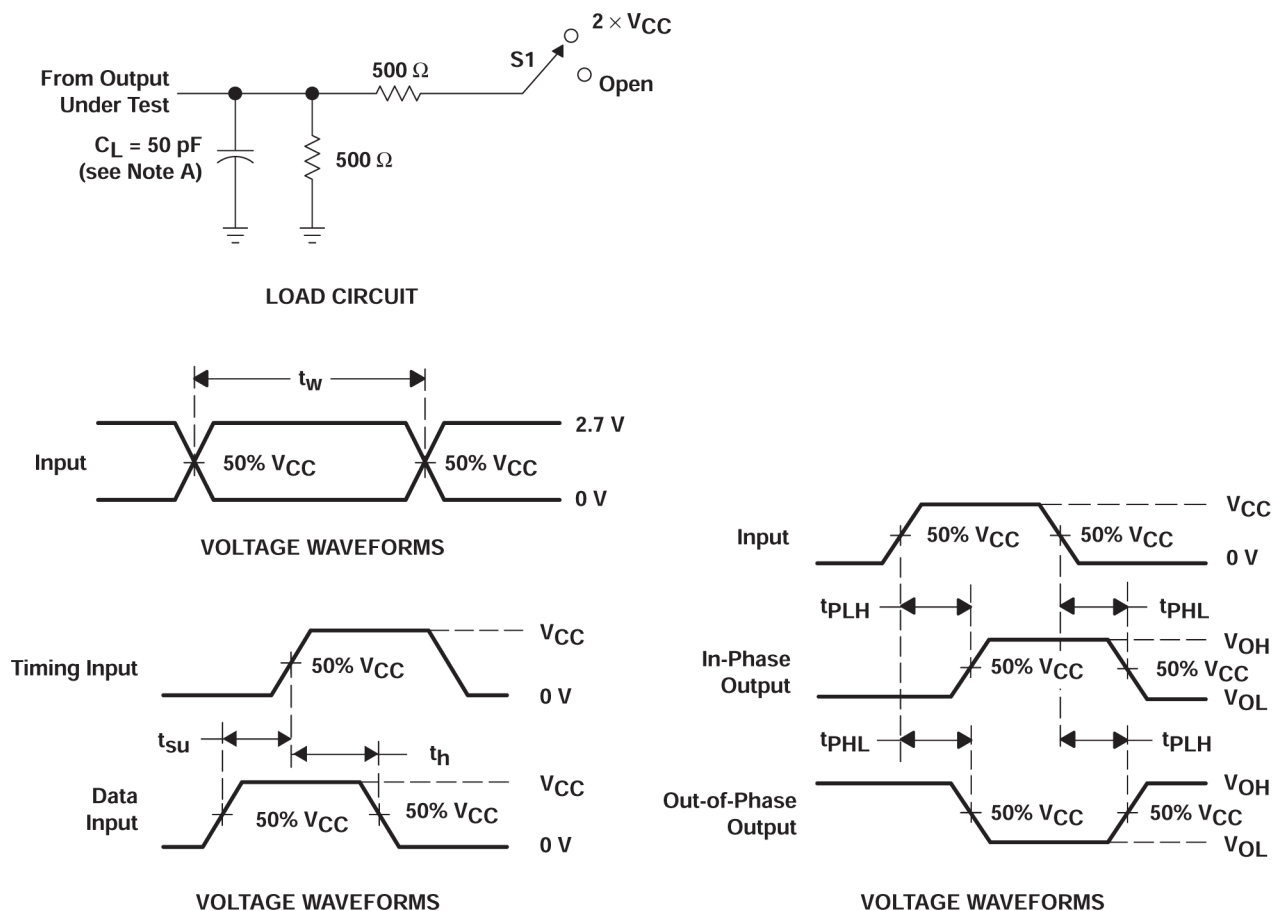 2 × VCC
S1
Open
500 Ω
From Output
Under Test
CL = 50 pF
(see Note A)
500 Ω
LOAD CIRCUIT
tw
2.7 V
Input
50% VCC
50% VCC
0 V
VOLTAGE WAVEFORMS
Timing Input
50% VCC
VCC
0 V
tsu
th
Data
Input
50% VCC
50% VCC
VCC
0 V
VOLTAGE WAVEFORMS
Input
50% VCC
50% VCC
VCC
0 V
tPLH
tPHL
In-Phase
Output
50% VCC
50% VCC
VOH
VOL
tPHL
tPLH
Out-of-Phase
Output
50% VCC
50% VCC
VOH
VOL
VOLTAGE WAVEFORMS